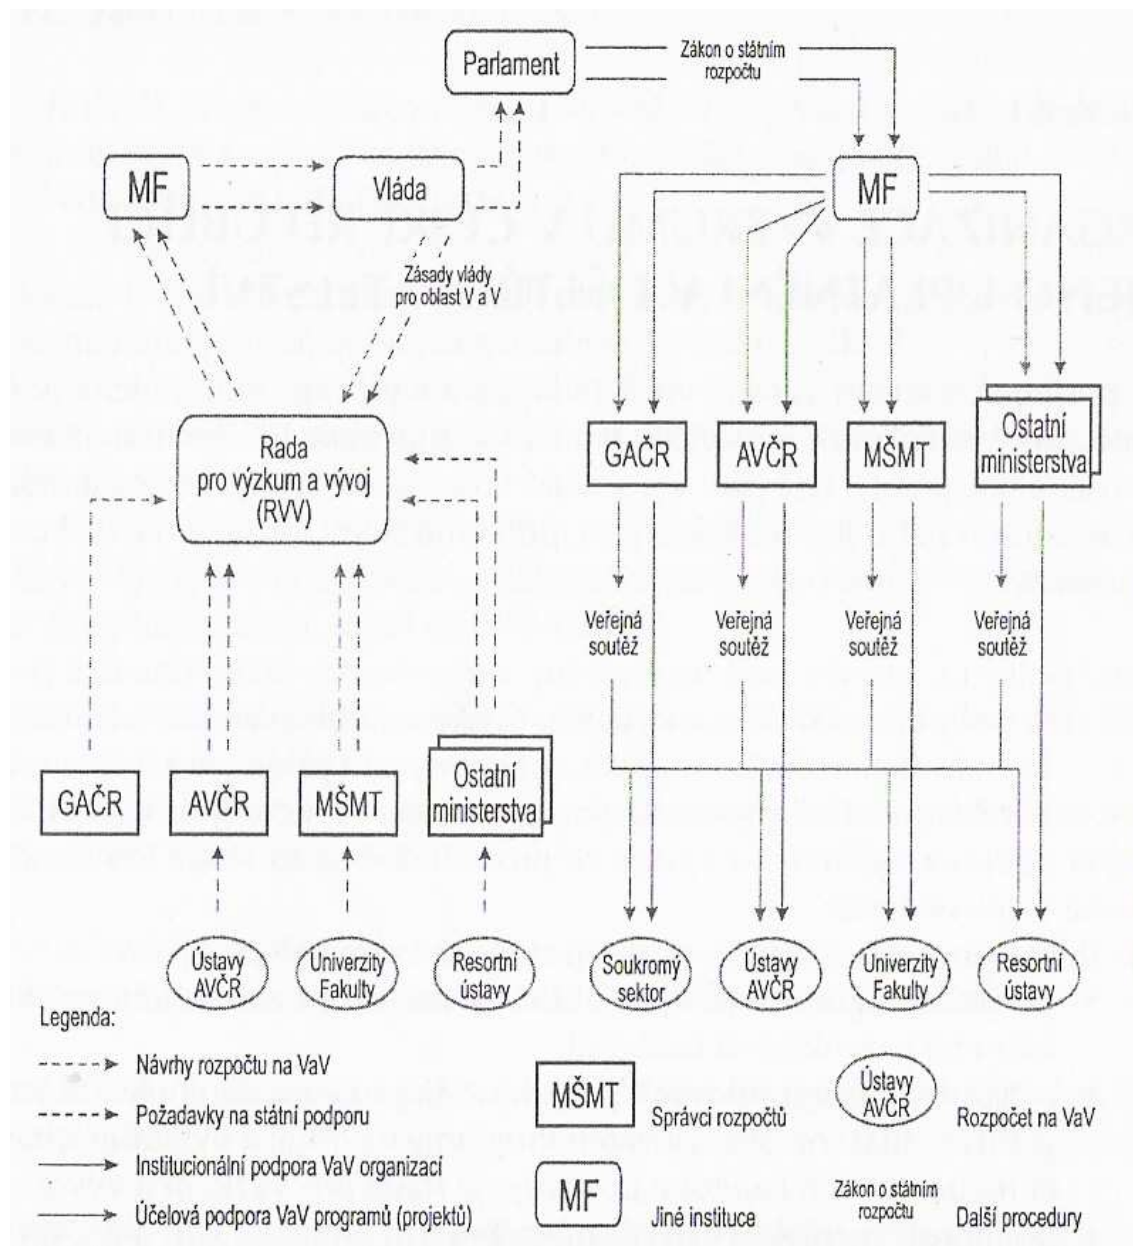 Parlament
Zákon o státním
rozpočtu
MF
Vláda
MF
Zásady vlády
pro oblast V a V
Rada
pro výzkum a vývoj
(RVV)
GAČR
AVČR
MŠMT
Ostatní
ministerstva
Veřejná
soutěž
Veřejná
soutěž
Veřejná
soutěž
Veřejná
soutěž
GAČR
AVČR
MŠMT
Ostatní
ministerstva
Ústavy
AVČR
Univerzity
Fakulty
Resortní
ústavy
Soukromý
sektor
Ústavy
AVČR
Univerzity
Fakulty
Resortní
ústavy
Legenda:
Návrhy rozpočtu na VaV
Požadavky na státní podporu
Institucionální podpora VaV organizací
Účelová podpora VaV programů (projektů)
MŠMT
Správci rozpočtů
MF
Jiné instituce
Ústavy
AVČR
Rozpočet na VaV
Zákon o státním
rozpočtu
Další procedury